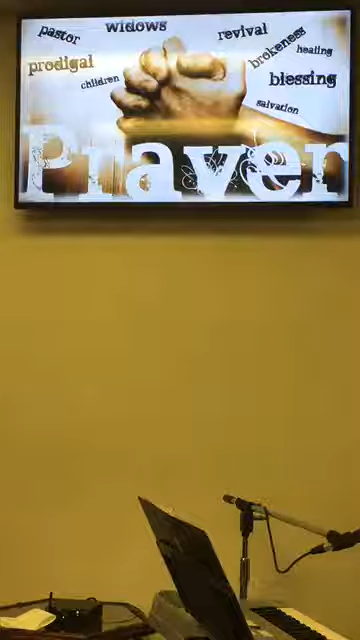 pastor
widows
revival
brokeness
healing
prodigal
children
blessing
salvation
Prayer